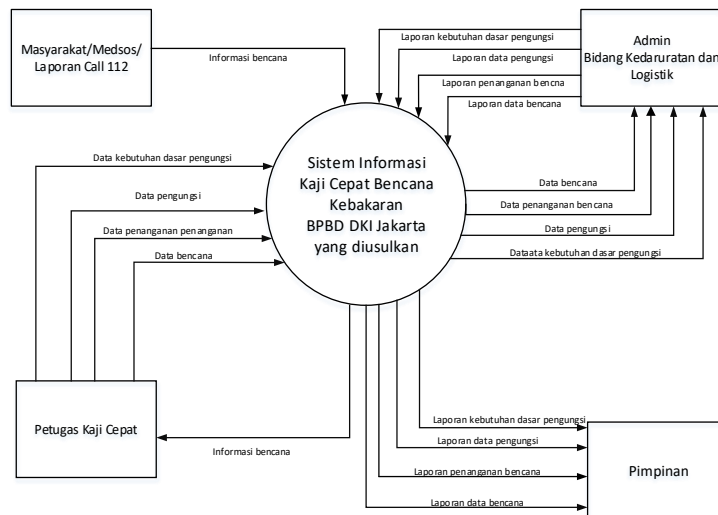 Masyarakat/Medsos/
Laporan Call 112
Informasi bencana
Laporan kebutuhan dasar pengungsi
Laporan data pengungsi
Laporan penanganan bencna
Laporan data bencana
Admin
Bidang Kedaruratan dan
Logistik
Sistem Informasi
Kaji Cepat Bencana
Kebakaran
BPBD DKI Jakarta
yang diusulkan
Data kebutuhan dasar pengungsi
Data pengungsi
Data penanganan penanganan
Data bencana
Data bencana
Data penanganan bencana
Data pengungsi
Dataata kebutuhan dasar pengungsi
Petugas Kaji Cepat
Informasi bencana
Laporan kebutuhan dasar pengungsi
Laporan data pengungsi
Laporan penanganan bencana
Laporan data bencana
Pimpinan